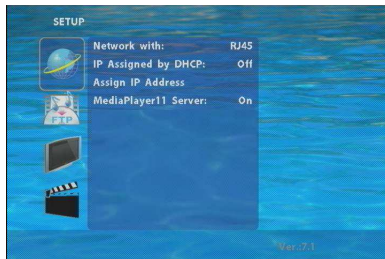 SETUP
Network with: RJ45
IP Assigned by DHCP: Off
Assign IP Address
MediaPlayer11 Server: On
FTP
Ver.:7.1